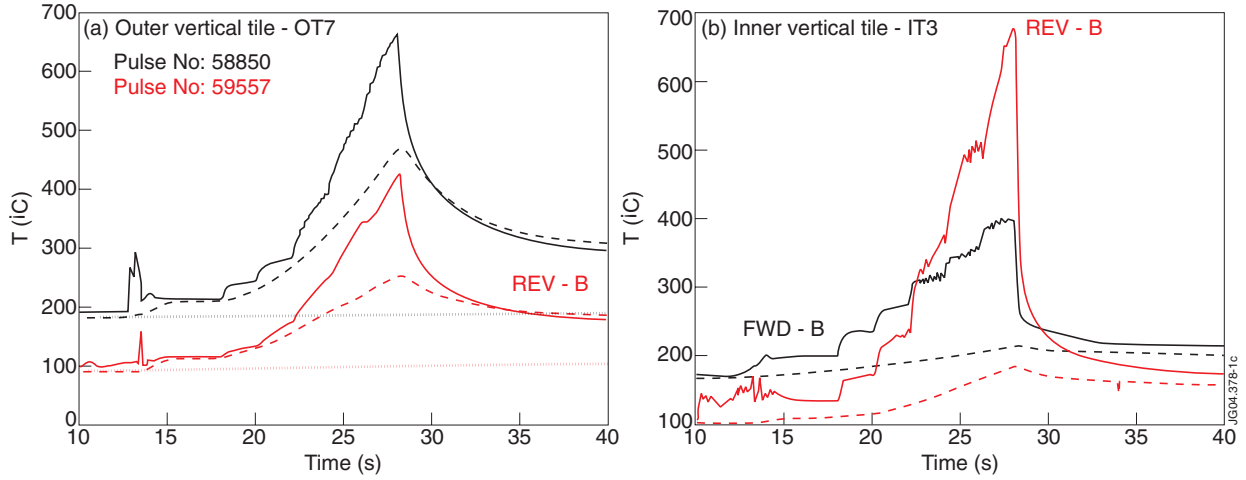 (a) Outer vertical tile - OT7
Pulse No: 58850
Pulse No: 59557
REV - B
T (iC)
700
600
500
400
300
200
100
0
10 15 20 25 30 35 40
Time (s)
(b) Inner vertical tile - IT3
REV - B
FWD - B
T (iC)
700
600
500
400
300
200
100
10 15 20 25 30 35 40
Time (s)
JG04.378-1c